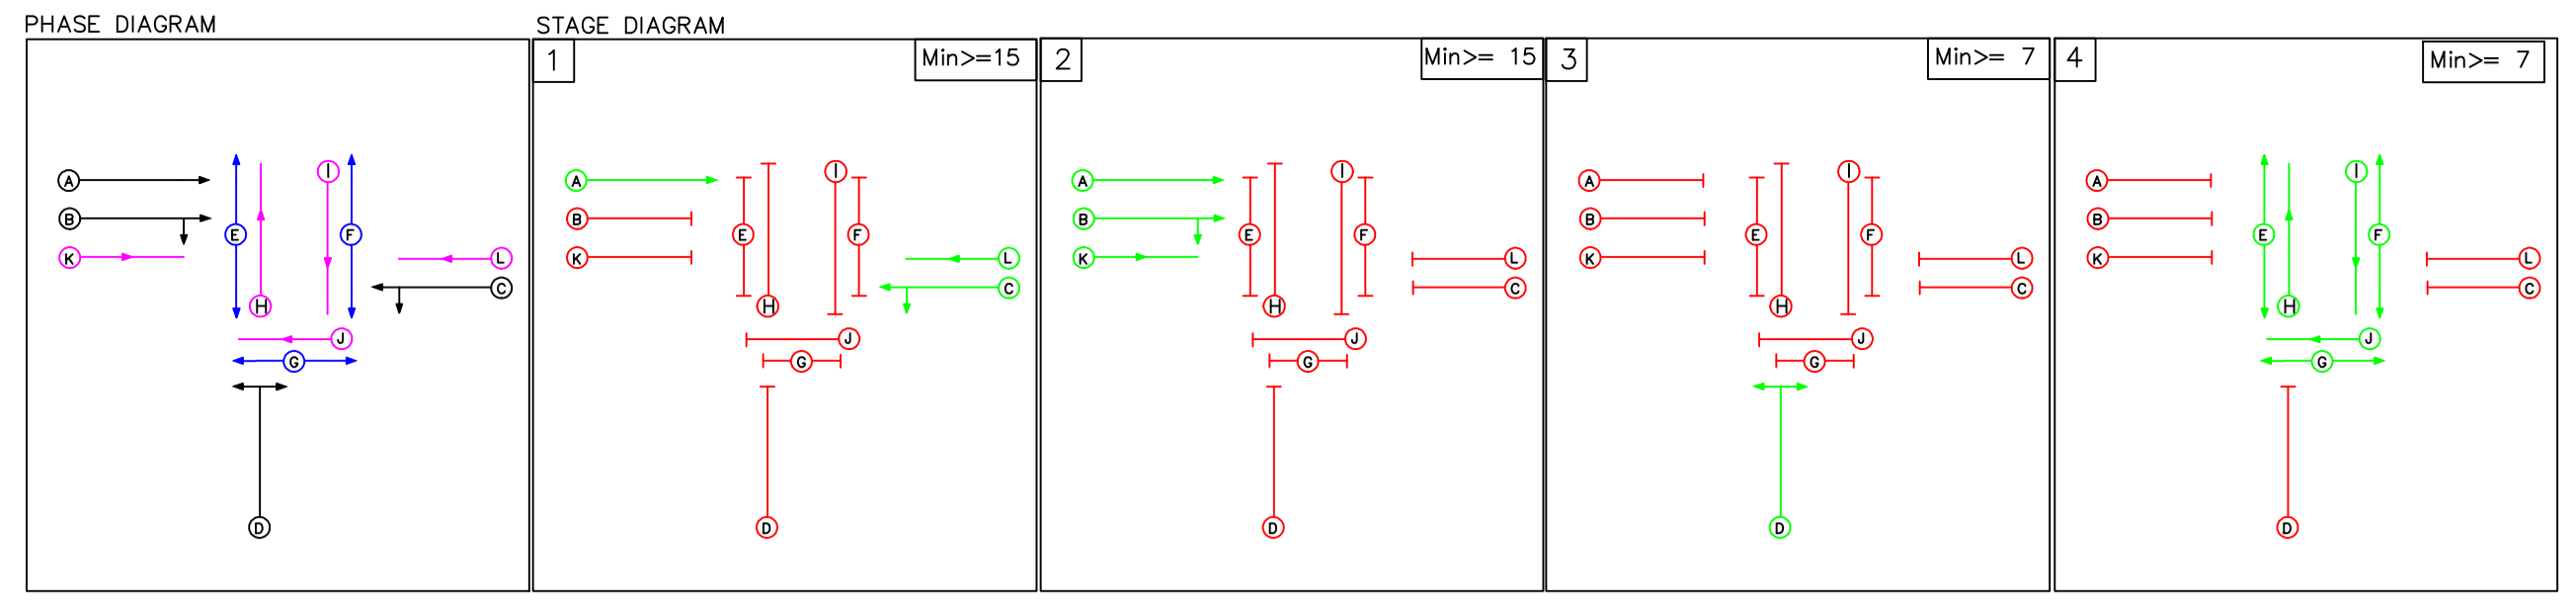 PHASE DIAGRAM
STAGE DIAGRAM
1 Min>=15
2 Min>= 15
3 Min>= 7
4 Min>= 7
A I
B E F
K L
H C
J
G
D
A I
B E F
K L
H C
J
G
D
A I
B E F
K L
H C
J
G
D
A I
B E F
K L
H C
J
G
D
A I
B E F
K L
H C
J
G
D